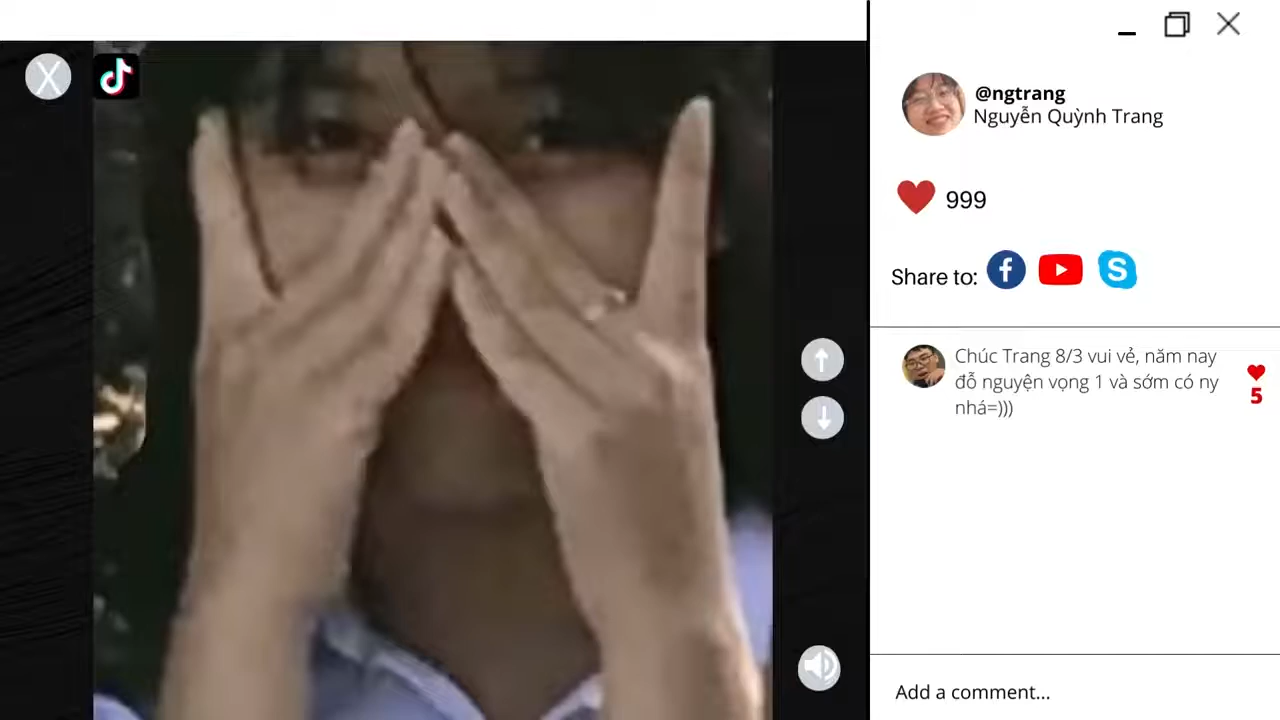 @ngtrang
Nguyễn Quỳnh Trang
999
Share to:
Chúc Trang 8/3 vui vẻ, năm nay
đỗ nguyện vọng 1 và sớm có ny
nhá=)))
5
Add a comment...